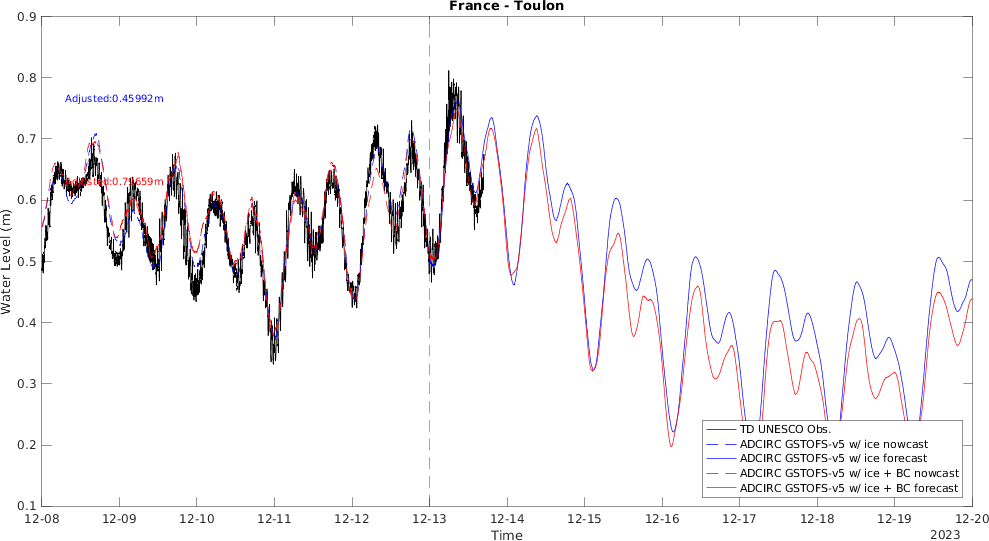 France - Toulon
0.9
0.8
0.7
0.6
0.5
0.4
0.3
0.2
0.1
Water Level (m)
Adjusted:0.45992m
TD UNESCO Obs.
ADCIRC GSTOFS-v5 w/ ice nowcast
ADCIRC GSTOFS-v5 w/ ice forecast
ADCIRC GSTOFS-v5 w/ ice + BC nowcast
ADCIRC GSTOFS-v5 w/ ice + BC forecast
12-08 12-09 12-10 12-11 12-12 12-13 12-14 12-15 12-16 12-17 12-18 12-19 12-20
Time
2023